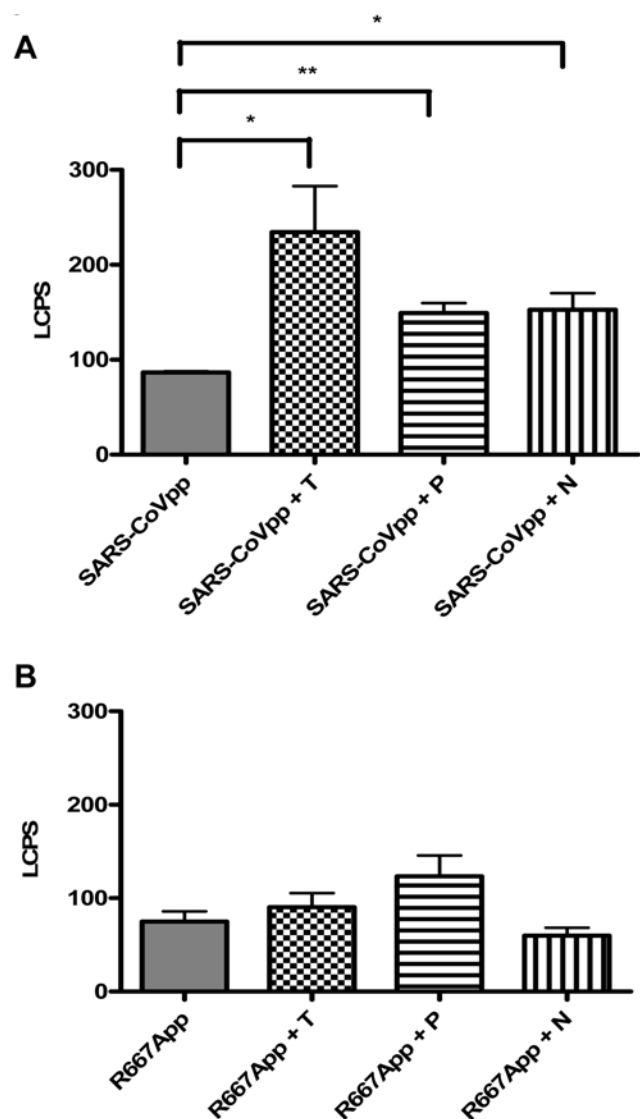 A
*
**
*
300
200
100
0
LCPS
SARS-CoVpp
SARS-CoVpp + T
SARS-CoVpp + P
SARS-CoVpp + N
B
300
200
100
0
LCPS
R667App
R667App + T
R667App + P
R667App + N